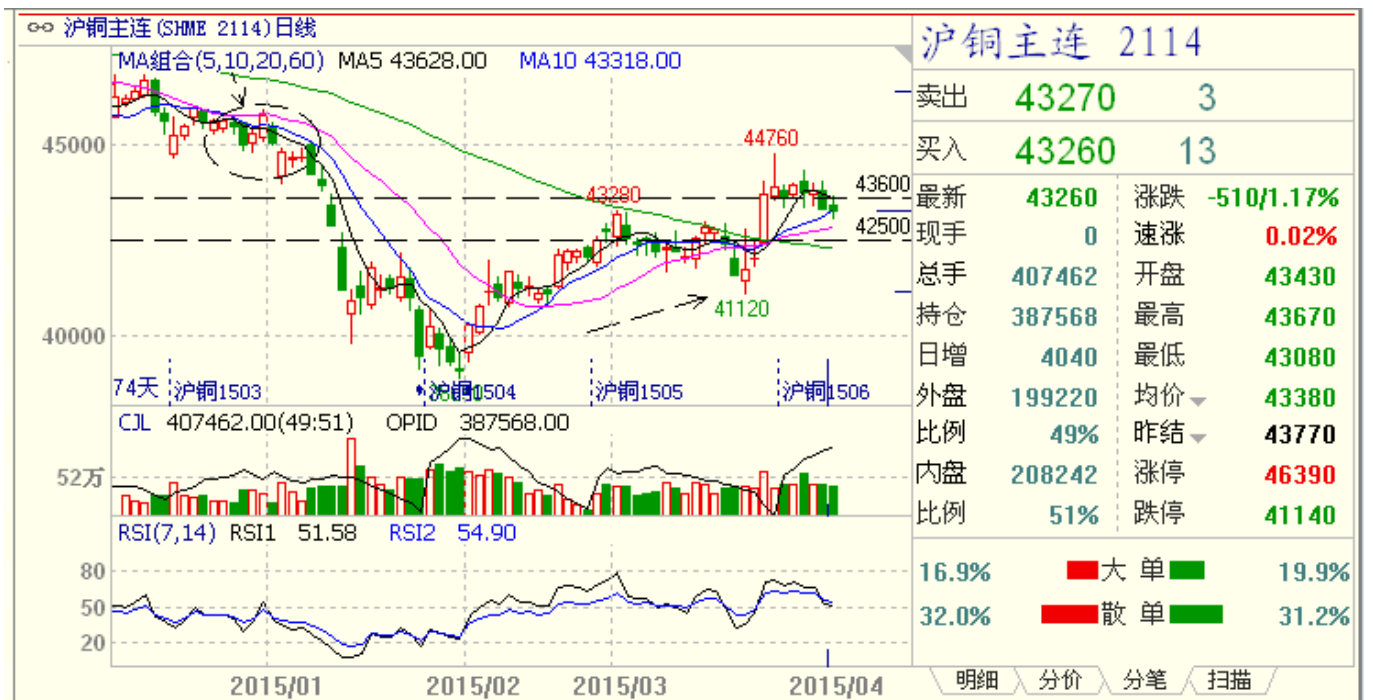 沪铜主连(SHME 2114)日线
MA组合(5,10,20,60) MA5 43628.00 MA10 43318.00
45000
40000
44760
43280
43600
42500
41120
74天
沪铜1503
沪铜1504
沪铜1505
沪铜1506
CJL 407462.00(49:51) OPID 387568.00
52万
RSI(7,14) RSI1 51.58 RSI2 54.90
80
50
20
2015/01 2015/02 2015/03 2015/04
沪铜主连 2114
卖出 43270 3
买入 43260 13
最新 43260 涨跌 -510/1.17%
现手 0 速涨 0.02%
总手 407462 开盘 43430
持仓 387568 最高 43670
日增 4040 最低 43080
外盘 199220 均价 43380
比例 49% 昨结 43770
内盘 208242 涨停 46390
比例 51% 跌停 41140
16.9% 大单 19.9%
32.0% 散单 31.2%
明细 分价 分笔 扫描